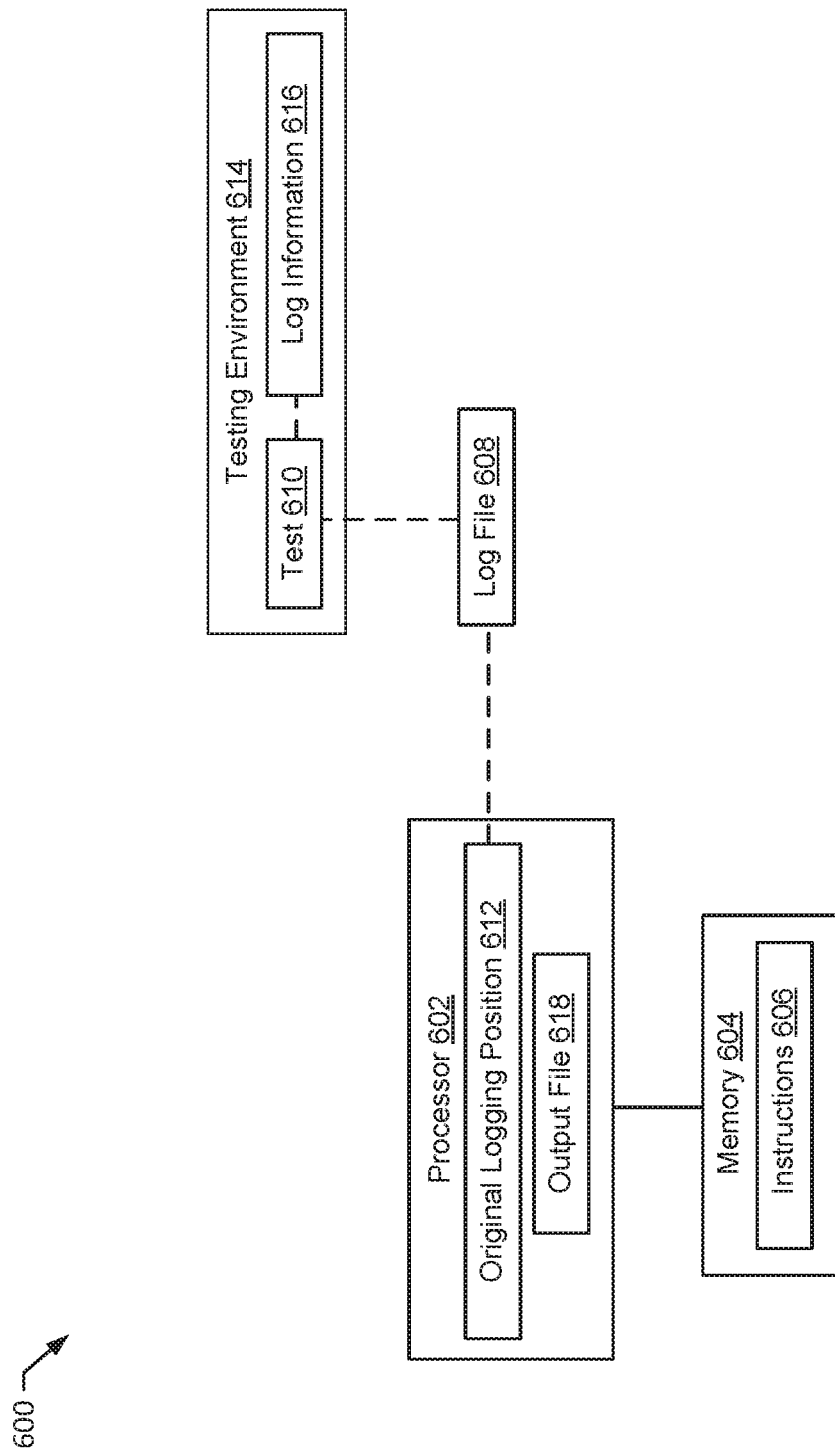 600
Processor 602
Original Logging Position 612
Output File 618
Memory 604
Instructions 606
Log File 608
Testing Environment 614
Test 610
Log Information 616